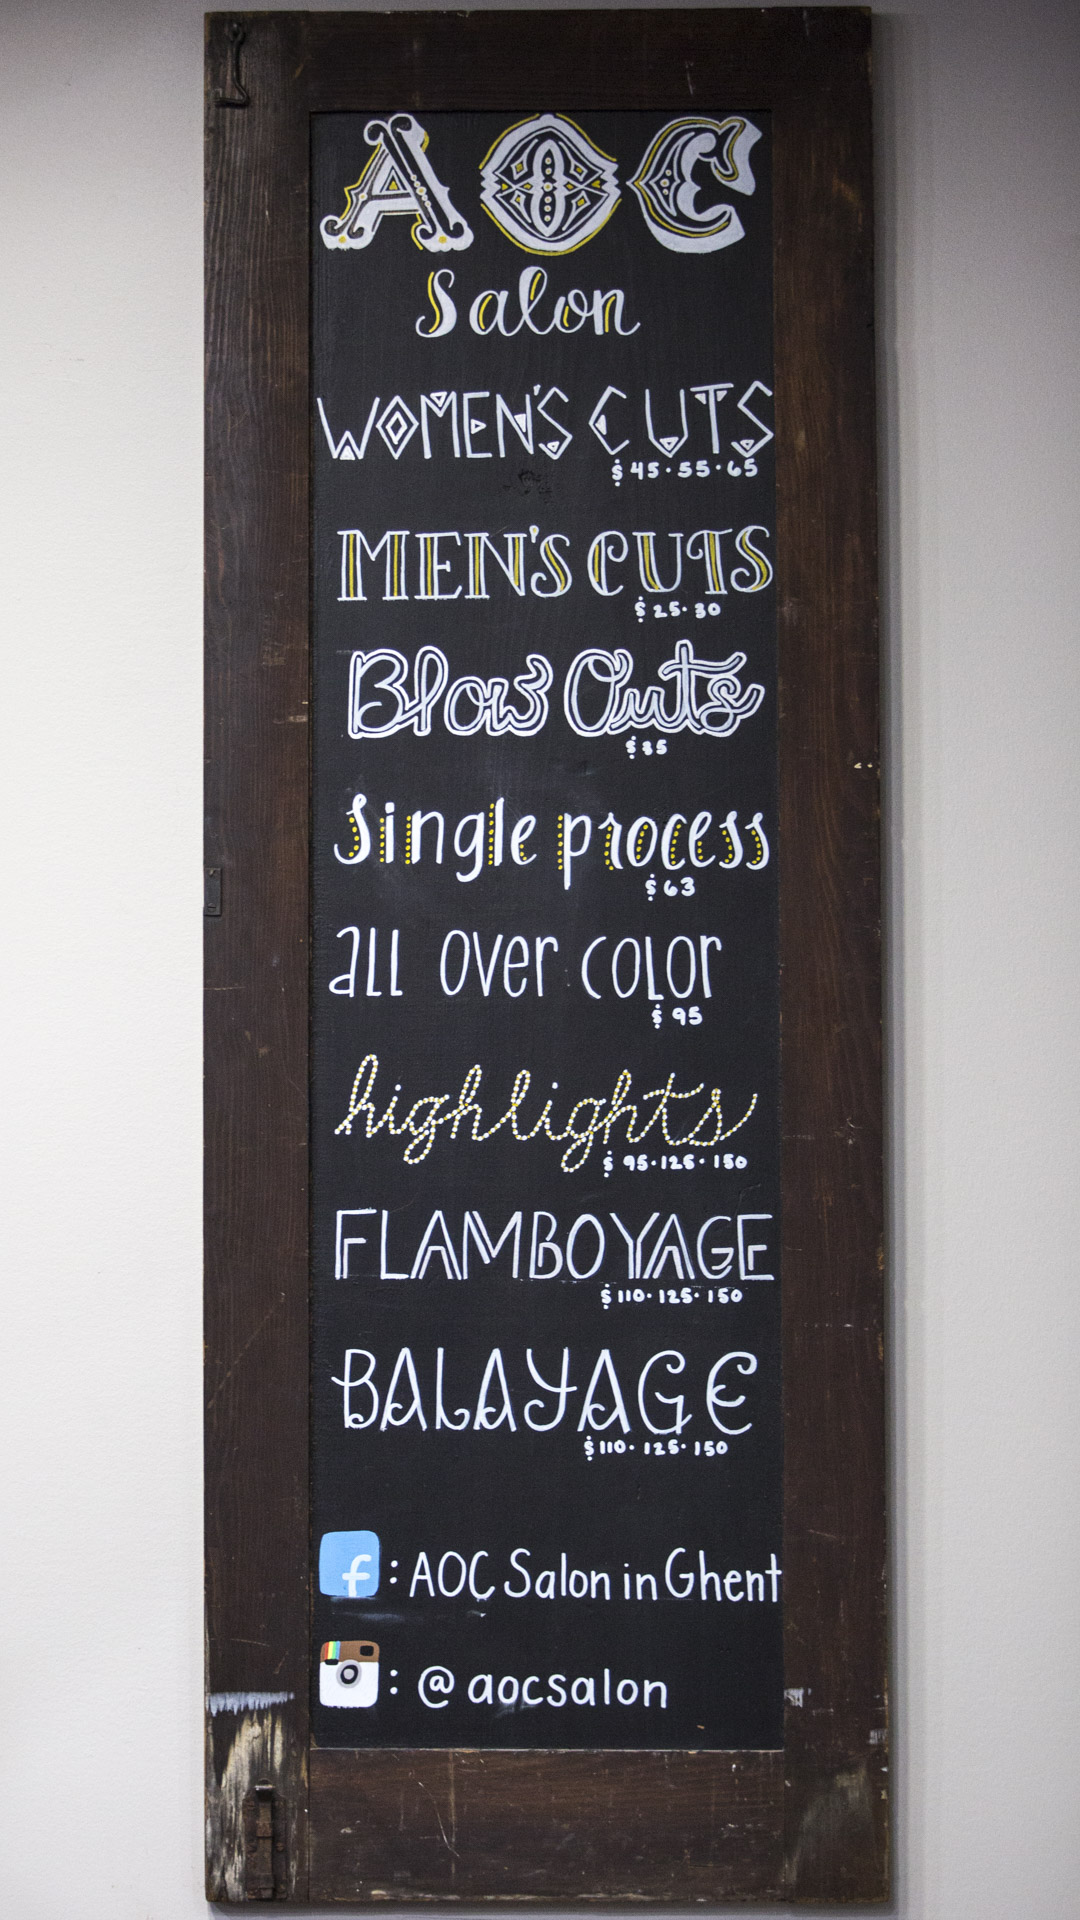 AOC
Salon
WOMEN'S CUTS
$45·55·65
MEN'S CUTS
$25·30
Blow Outs
$35
Single process
$63
all over color
$95
highlights
$95·125·150
FLAMBOYAGE
$110·125·150
BALAYAGE
$110·125·150
f : AOC Salon in Ghent
: @aocsalon